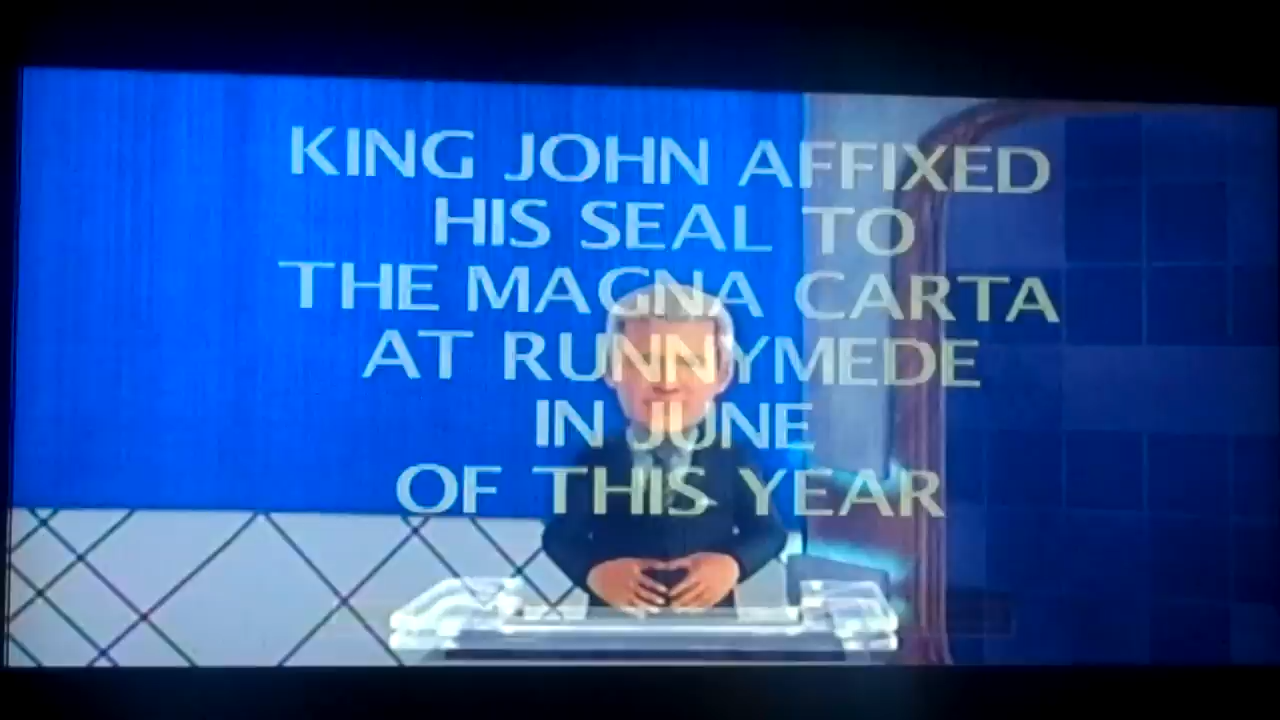 KING JOHN AFFIXED
HIS SEAL TO
THE MAGNA CARTA
AT RUNNYMEDE
IN JUNE
OF THIS YEAR